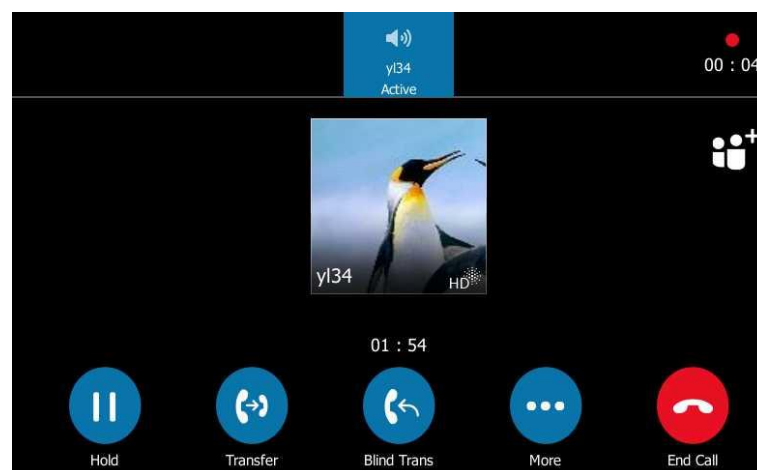 yl34
Active
00 : 04
yl34
HD
01 : 54
Hold
Transfer
Blind Trans
More
End Call